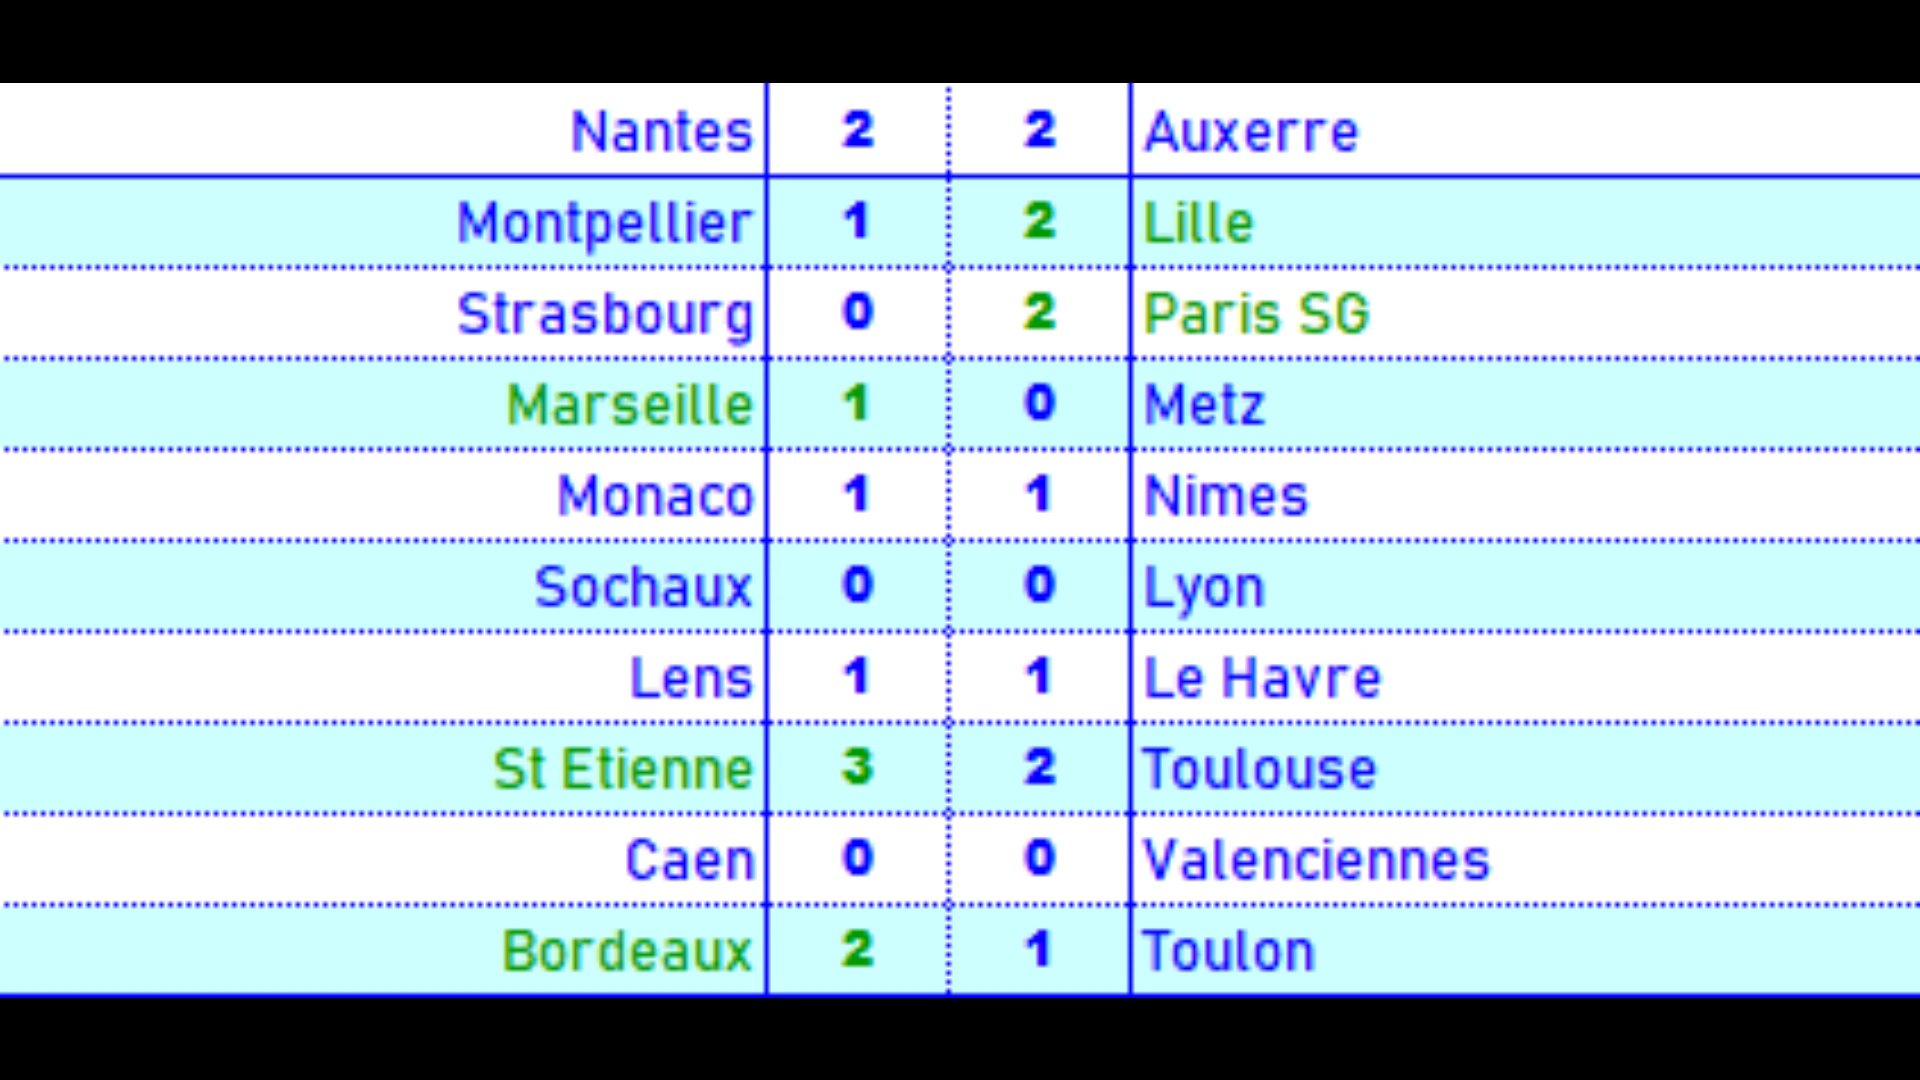 Nantes 2 2 Auxerre
Montpellier 1 2 Lille
Strasbourg 0 2 Paris SG
Marseille 1 0 Metz
Monaco 1 1 Nimes
Sochaux 0 0 Lyon
Lens 1 1 Le Havre
St Etienne 3 2 Toulouse
Caen 0 0 Valenciennes
Bordeaux 2 1 Toulon